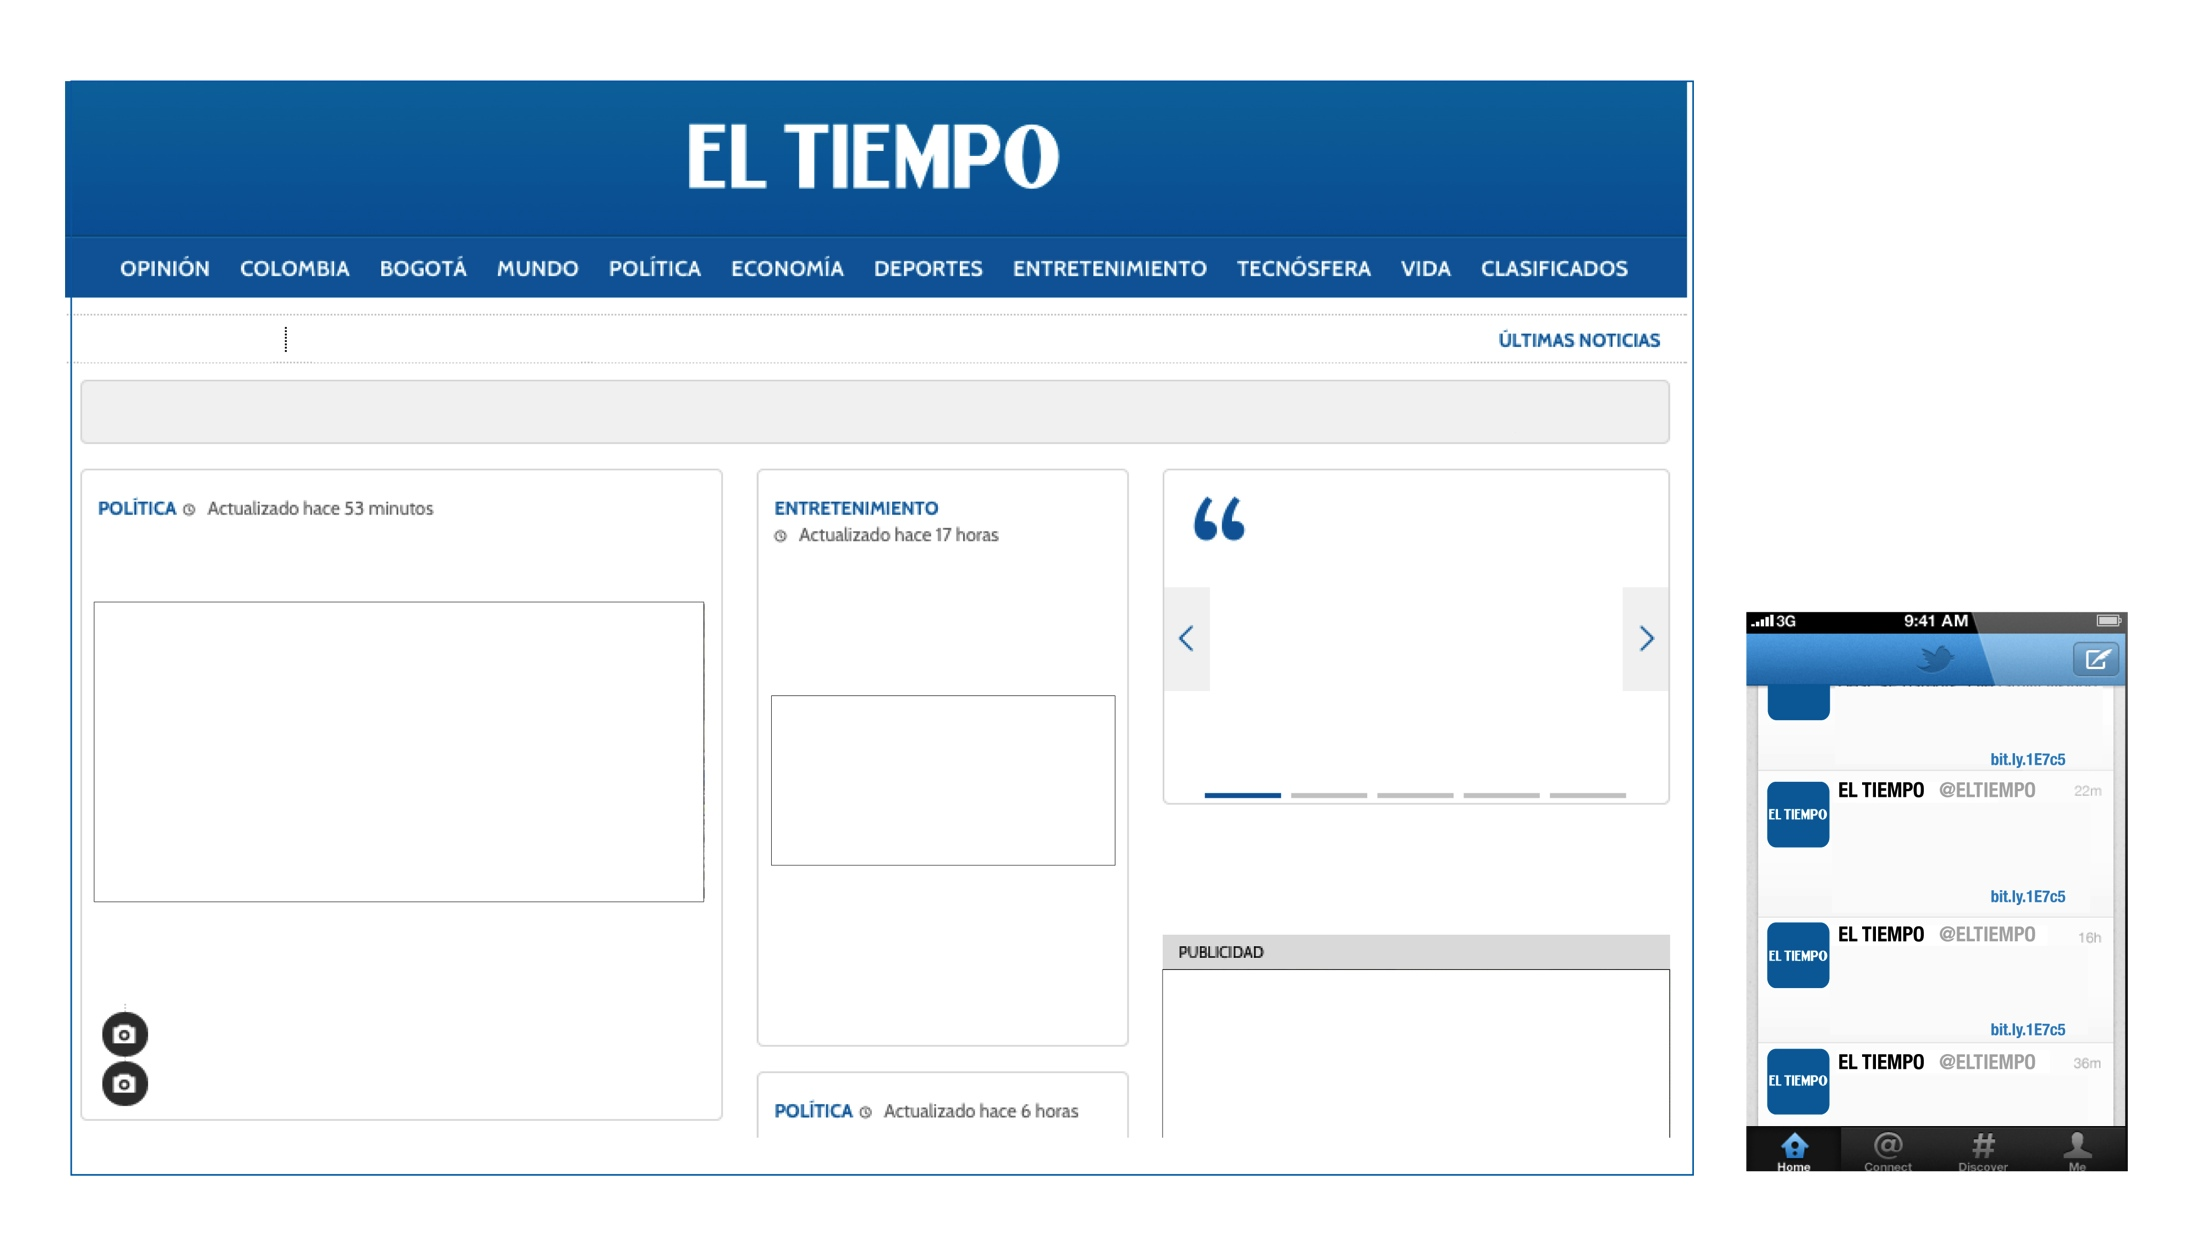 EL TIEMPO
OPINIÓN COLOMBIA BOGOTÁ MUNDO POLÍTICA ECONOMÍA DEPORTES ENTRETENIMIENTO TECNÓSFERA VIDA CLASIFICADOS
ÚLTIMAS NOTICIAS
POLÍTICA Actualizado hace 53 minutos
ENTRETENIMIENTO
Actualizado hace 17 horas
“
PUBLICIDAD
POLÍTICA Actualizado hace 6 horas
3G 9:41 AM
bit.ly.1E7c5
EL TIEMPO @ELTIEMPO 22m
EL TIEMPO
bit.ly.1E7c5
EL TIEMPO @ELTIEMPO 16h
EL TIEMPO
bit.ly.1E7c5
EL TIEMPO @ELTIEMPO 36m
EL TIEMPO
@ #
Home Connect Discover Me